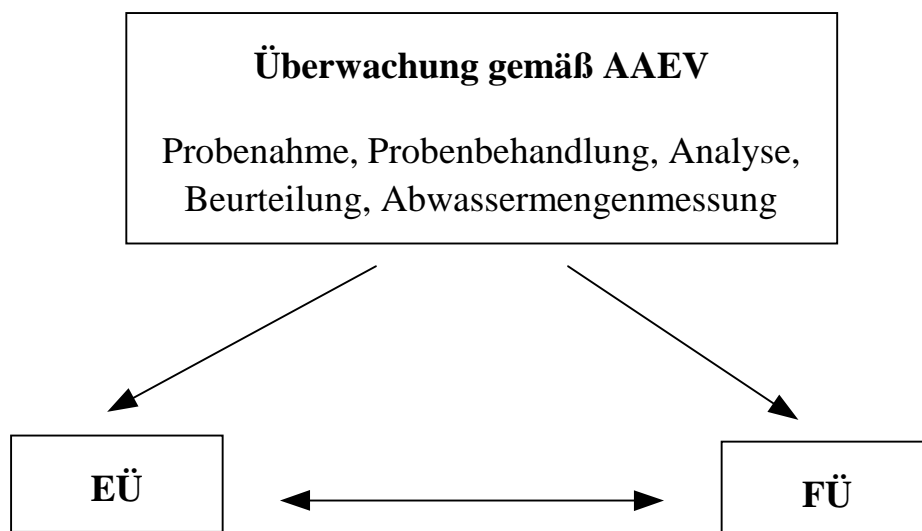 Überwachung gemäß AAEV
Probenahme, Probenbehandlung, Analyse,
Beurteilung, Abwassermengenmessung
EÜ
FÜ